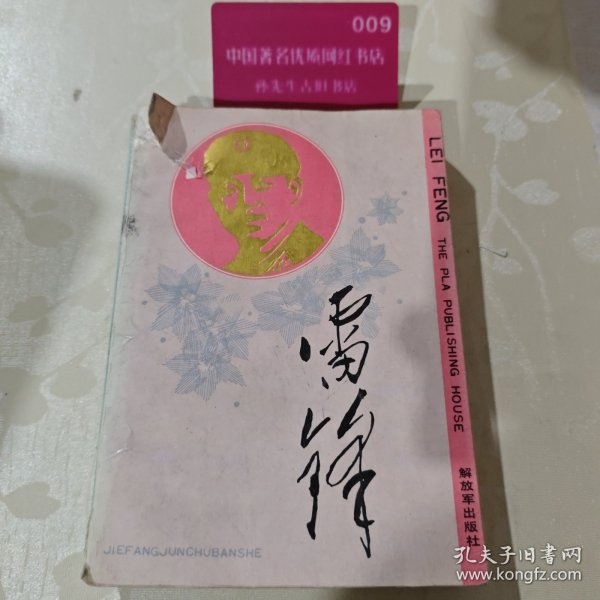 009
中国著名优质网红书店
孙先生古旧书店
LEI FENG THE PLA PUBLISHING HOUSE
解放军出版社
雷锋
JIEFANGJUNCHUBANSHE
孔夫子旧书网
www.kongfz.com